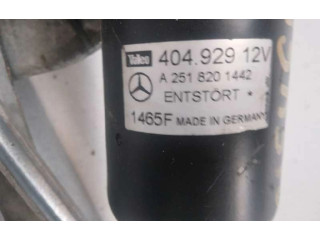 Valeo 404.929 12V
A 251 820 1442
ENTSTÖRT
1465F MADE IN GERMANY